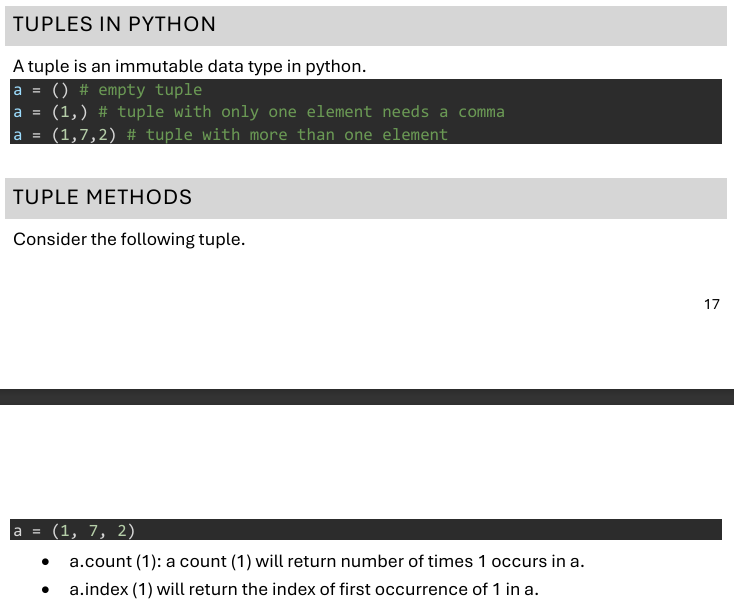 TUPLES IN PYTHON
A tuple is an immutable data type in python.
a = () # empty tuple
a = (1,) # tuple with only one element needs a comma
a = (1,7,2) # tuple with more than one element
TUPLE METHODS
Consider the following tuple.
17
a = (1, 7, 2)
• a.count (1): a count (1) will return number of times 1 occurs in a.
• a.index (1) will return the index of first occurrence of 1 in a.